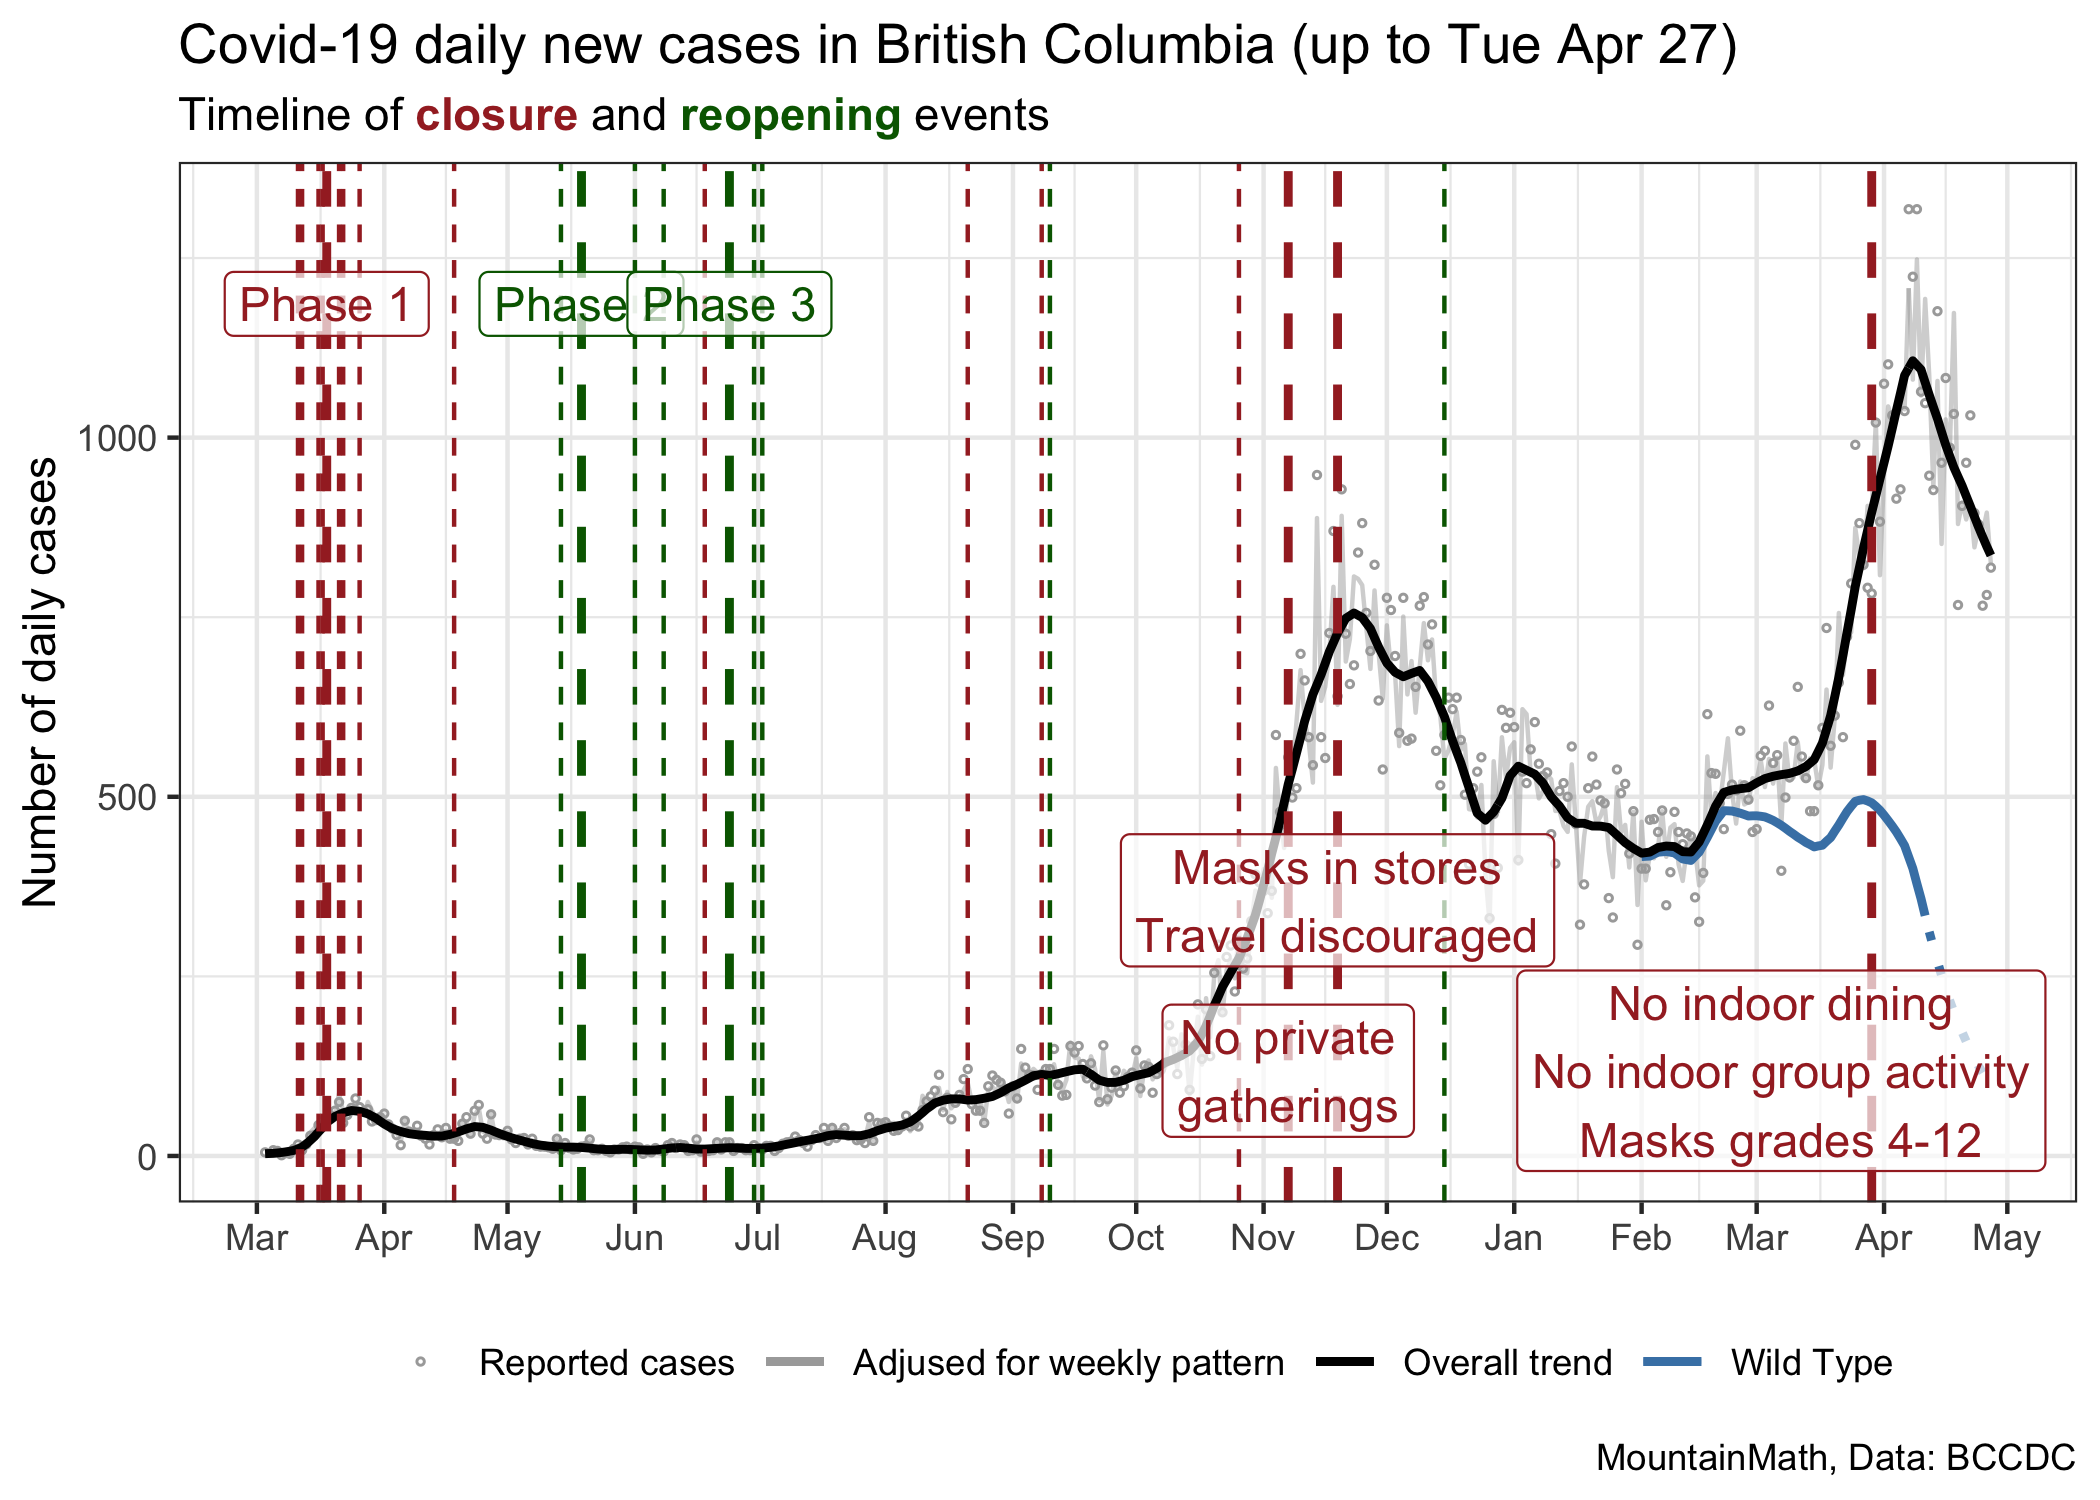 Covid-19 daily new cases in British Columbia (up to Tue Apr 27)
Timeline of closure and reopening events
Number of daily cases
1000
500
0
Phase 1
Phase 2
Phase 3
Masks in stores
Travel discouraged
No private
gatherings
No indoor dining
No indoor group activity
Masks grades 4-12
Mar Apr May Jun Jul Aug Sep Oct Nov Dec Jan Feb Mar Apr May
Reported cases Adjused for weekly pattern Overall trend Wild Type
MountainMath, Data: BCCDC